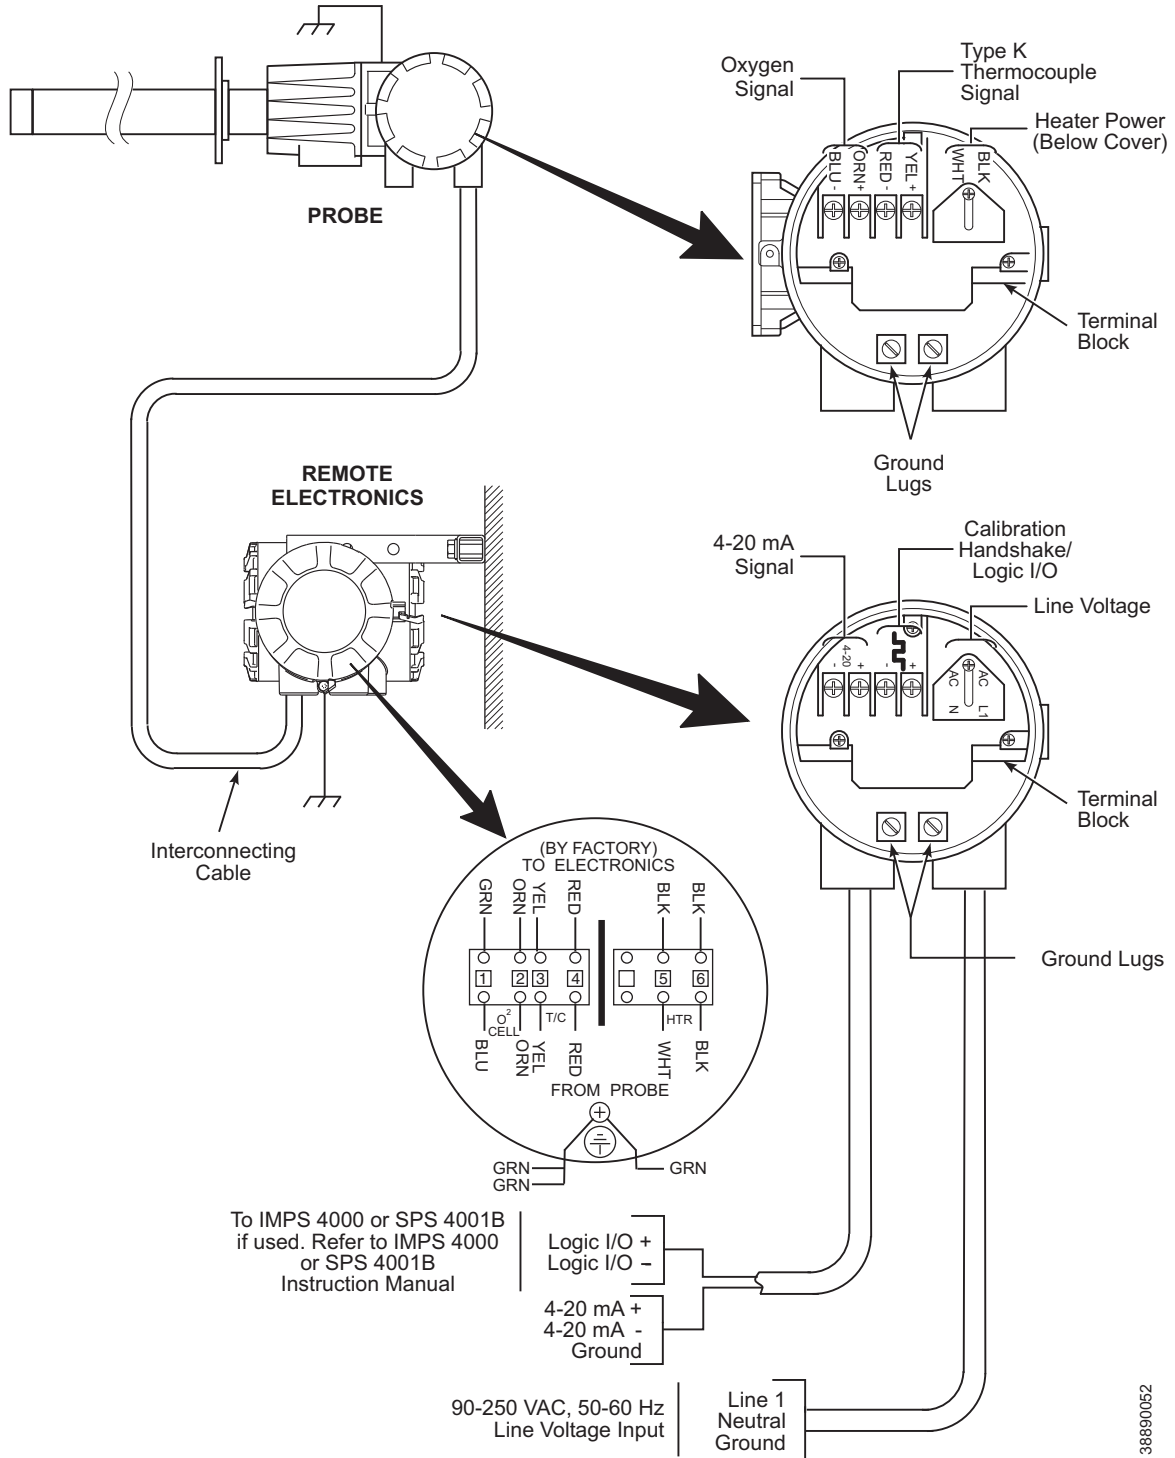 PROBE
Oxygen
Signal
Type K
Thermocouple
Signal
Heater Power
(Below Cover)
BLU -
ORN+
RED -
YEL +
WHT
BLK
Terminal
Block
Ground
Lugs
REMOTE
ELECTRONICS
Interconnecting
Cable
4-20 mA
Signal
Calibration
Handshake/
Logic I/O
Line Voltage
4-20
- + - +
AC N
AC L1
Terminal
Block
Ground Lugs
(BY FACTORY)
TO ELECTRONICS
GRN ORN YEL RED BLK BLK
1 2 3 4 5 6
O2
CELL
T/C
HTR
BLU ORN YEL RED WHT BLK
FROM PROBE
GRN
GRN
GRN
To IMPS 4000 or SPS 4001B
if used. Refer to IMPS 4000
or SPS 4001B
Instruction Manual
Logic I/O +
Logic I/O -
4-20 mA +
4-20 mA -
Ground
90-250 VAC, 50-60 Hz
Line Voltage Input
Line 1
Neutral
Ground
38890052